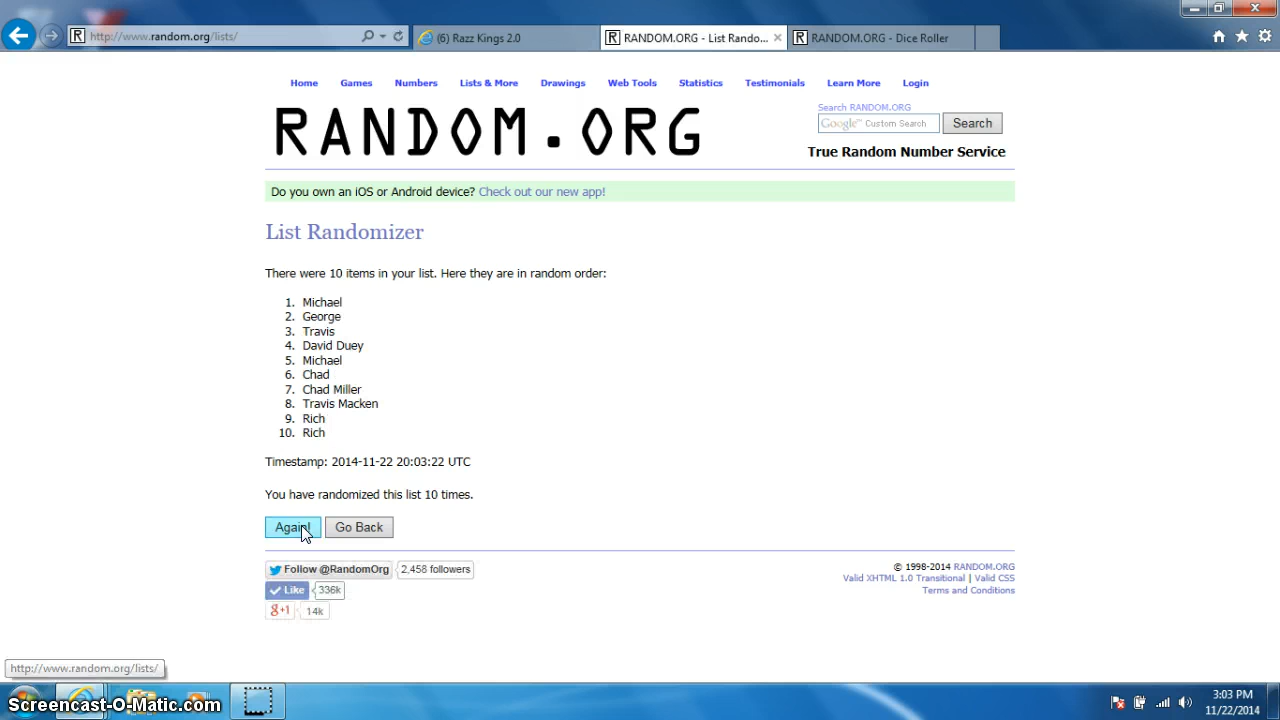 http://www.random.org/lists/
(6) Razz Kings 2.0
RANDOM.ORG - List Rando...
RANDOM.ORG - Dice Roller
Home Games Numbers Lists & More Drawings Web Tools Statistics Testimonials Learn More Login
RANDOM.ORG
Search RANDOM.ORG
Google™ Custom Search
Search
True Random Number Service
Do you own an iOS or Android device? Check out our new app!
List Randomizer
There were 10 items in your list. Here they are in random order:
1. Michael
2. George
3. Travis
4. David Duey
5. Michael
6. Chad
7. Chad Miller
8. Travis Macken
9. Rich
10. Rich
Timestamp: 2014-11-22 20:03:22 UTC
You have randomized this list 10 times.
Again! Go Back
Follow @RandomOrg 2,458 followers
Like 336k
g+1 14k
© 1998-2014 RANDOM.ORG
Valid XHTML 1.0 Transitional | Valid CSS
Terms and Conditions
http://www.random.org/lists/
Screencast-O-Matic.com
3:03 PM
11/22/2014